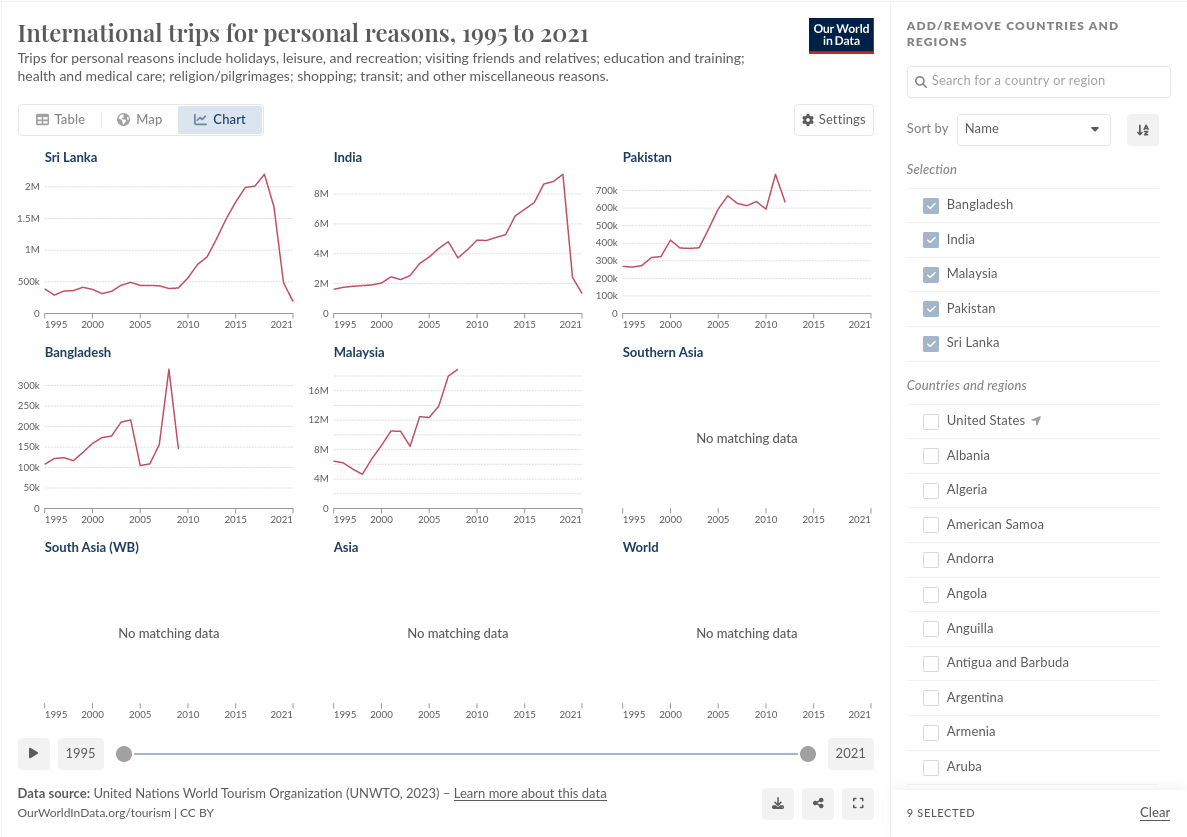 International trips for personal reasons, 1995 to 2021
Our World
in Data
Trips for personal reasons include holidays, leisure, and recreation; visiting friends and relatives; education and training;
health and medical care; religion/pilgrimages; shopping; transit; and other miscellaneous reasons.
Table
Map
Chart
Settings
Sri Lanka
2M
1.5M
1M
500k
0
1995 2000 2005 2010 2015 2021
India
8M
6M
4M
2M
0
1995 2000 2005 2010 2015 2021
Pakistan
700k
600k
500k
400k
300k
200k
100k
0
1995 2000 2005 2010 2015 2021
Bangladesh
300k
250k
200k
150k
100k
50k
0
1995 2000 2005 2010 2015 2021
Malaysia
16M
12M
8M
4M
0
1995 2000 2005 2010 2015 2021
Southern Asia
No matching data
1995 2000 2005 2010 2015 2021
South Asia (WB)
No matching data
1995 2000 2005 2010 2015 2021
Asia
No matching data
1995 2000 2005 2010 2015 2021
World
No matching data
1995 2000 2005 2010 2015 2021
1995
2021
Data source: United Nations World Tourism Organization (UNWTO, 2023) – Learn more about this data
OurWorldInData.org/tourism | CC BY
ADD/REMOVE COUNTRIES AND
REGIONS
Search for a country or region
Sort by
Name
Selection
Bangladesh
India
Malaysia
Pakistan
Sri Lanka
Countries and regions
United States
Albania
Algeria
American Samoa
Andorra
Angola
Anguilla
Antigua and Barbuda
Argentina
Armenia
Aruba
9 SELECTED
Clear